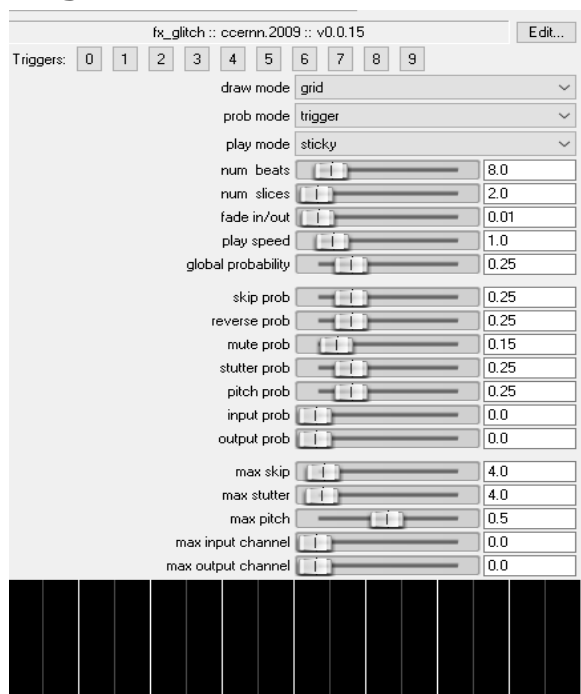 fx_glitch :: ccernn.2009 :: v0.0.15 Edit...
Triggers: 0 1 2 3 4 5 6 7 8 9
draw mode grid
prob mode trigger
play mode sticky
num beats 8.0
num slices 2.0
fade in/out 0.01
play speed 1.0
global probability 0.25
skip prob 0.25
reverse prob 0.25
mute prob 0.15
stutter prob 0.25
pitch prob 0.25
input prob 0.0
output prob 0.0
max skip 4.0
max stutter 4.0
max pitch 0.5
max input channel 0.0
max output channel 0.0